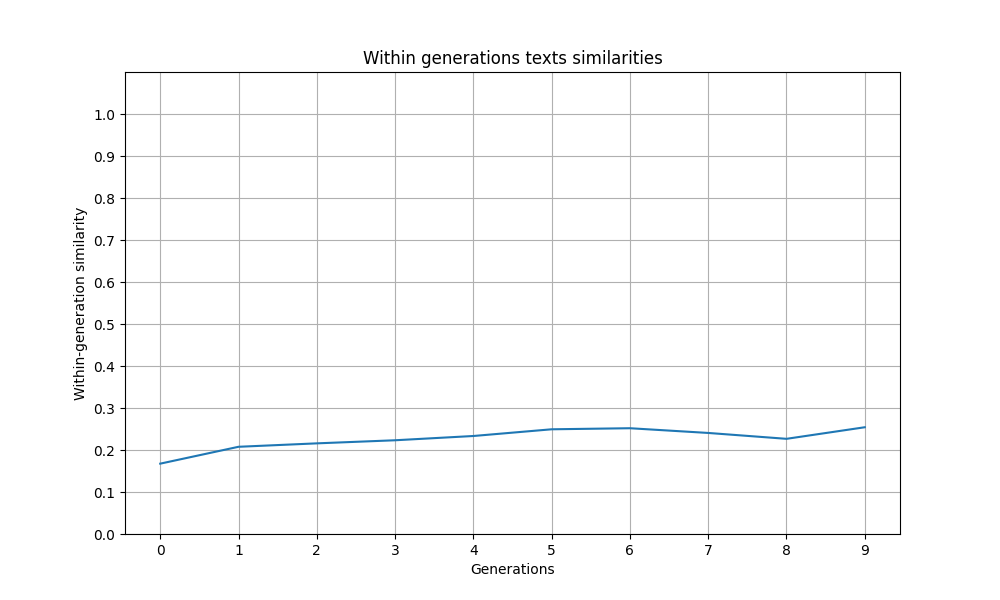 Within generations texts similarities
Within-generation similarity
1.0
0.9
0.8
0.7
0.6
0.5
0.4
0.3
0.2
0.1
0.0
0 1 2 3 4 5 6 7 8 9
Generations